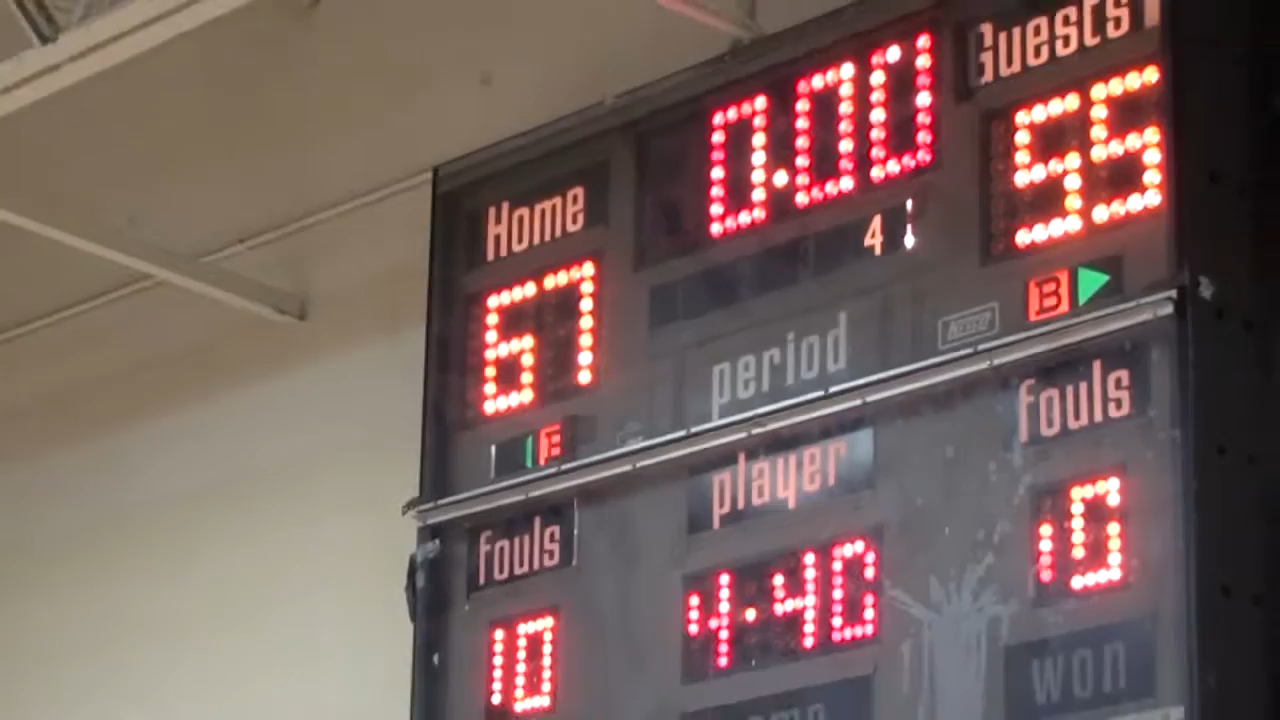 Guests
0:00
55
Home
4
67
B
period
fouls
B
player
fouls
10
4-40
10
won